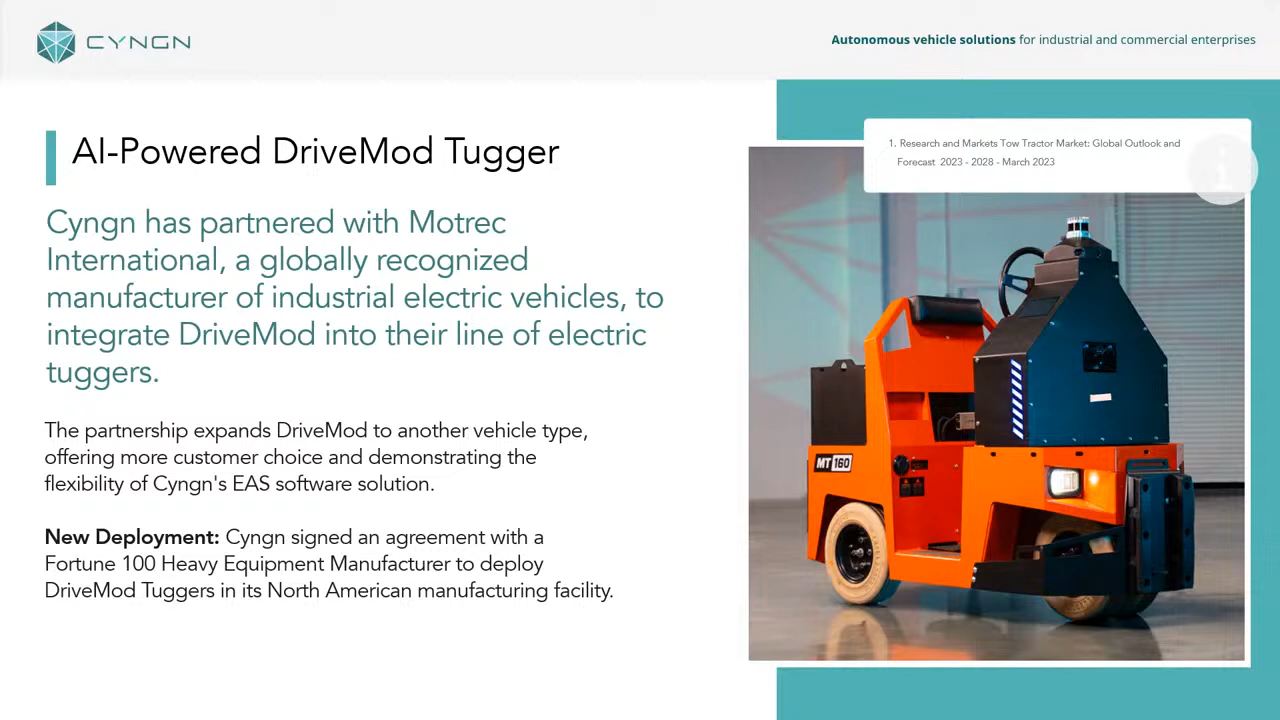 CYNGN
Autonomous vehicle solutions for industrial and commercial enterprises
AI-Powered DriveMod Tugger
Cyngn has partnered with Motrec
International, a globally recognized
manufacturer of industrial electric vehicles, to
integrate DriveMod into their line of electric
tuggers.
The partnership expands DriveMod to another vehicle type,
offering more customer choice and demonstrating the
flexibility of Cyngn's EAS software solution.
New Deployment: Cyngn signed an agreement with a
Fortune 100 Heavy Equipment Manufacturer to deploy
DriveMod Tuggers in its North American manufacturing facility.
1. Research and Markets Tow Tractor Market: Global Outlook and
Forecast 2023 - 2028 - March 2023
MT 160